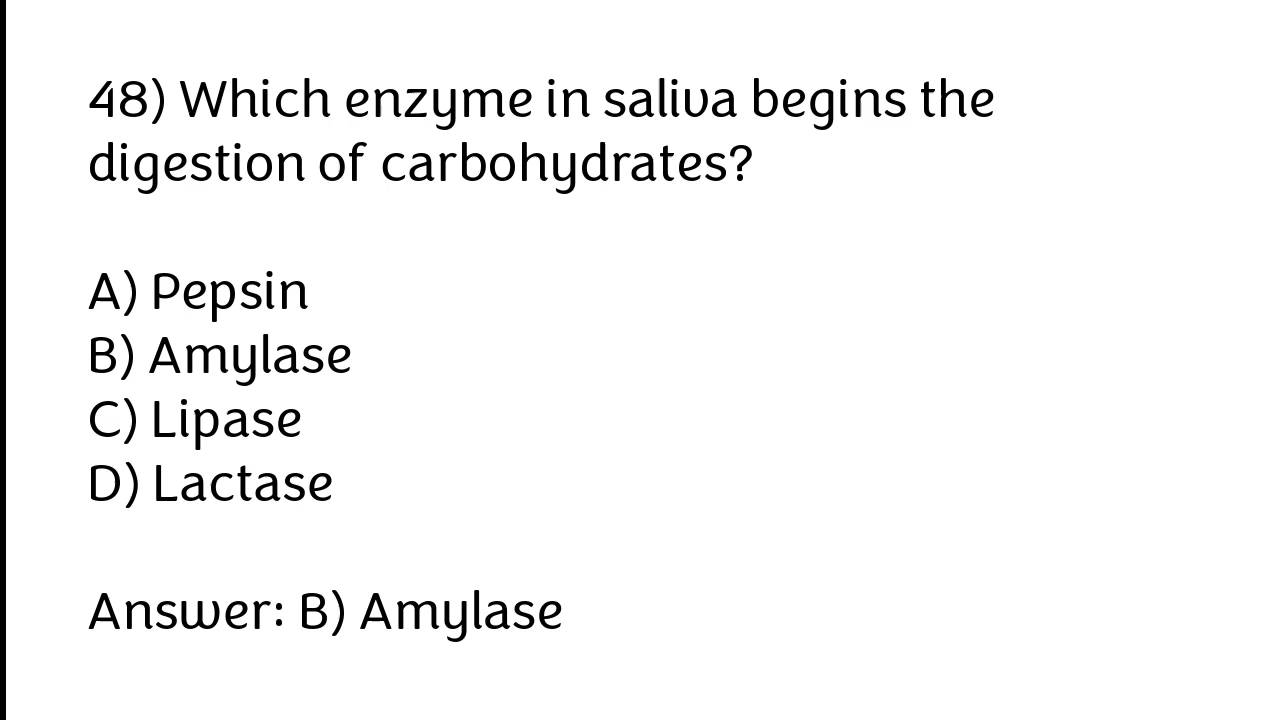 48) Which enzyme in saliva begins the
digestion of carbohydrates?
A) Pepsin
B) Amylase
C) Lipase
D) Lactase
Answer: B) Amylase